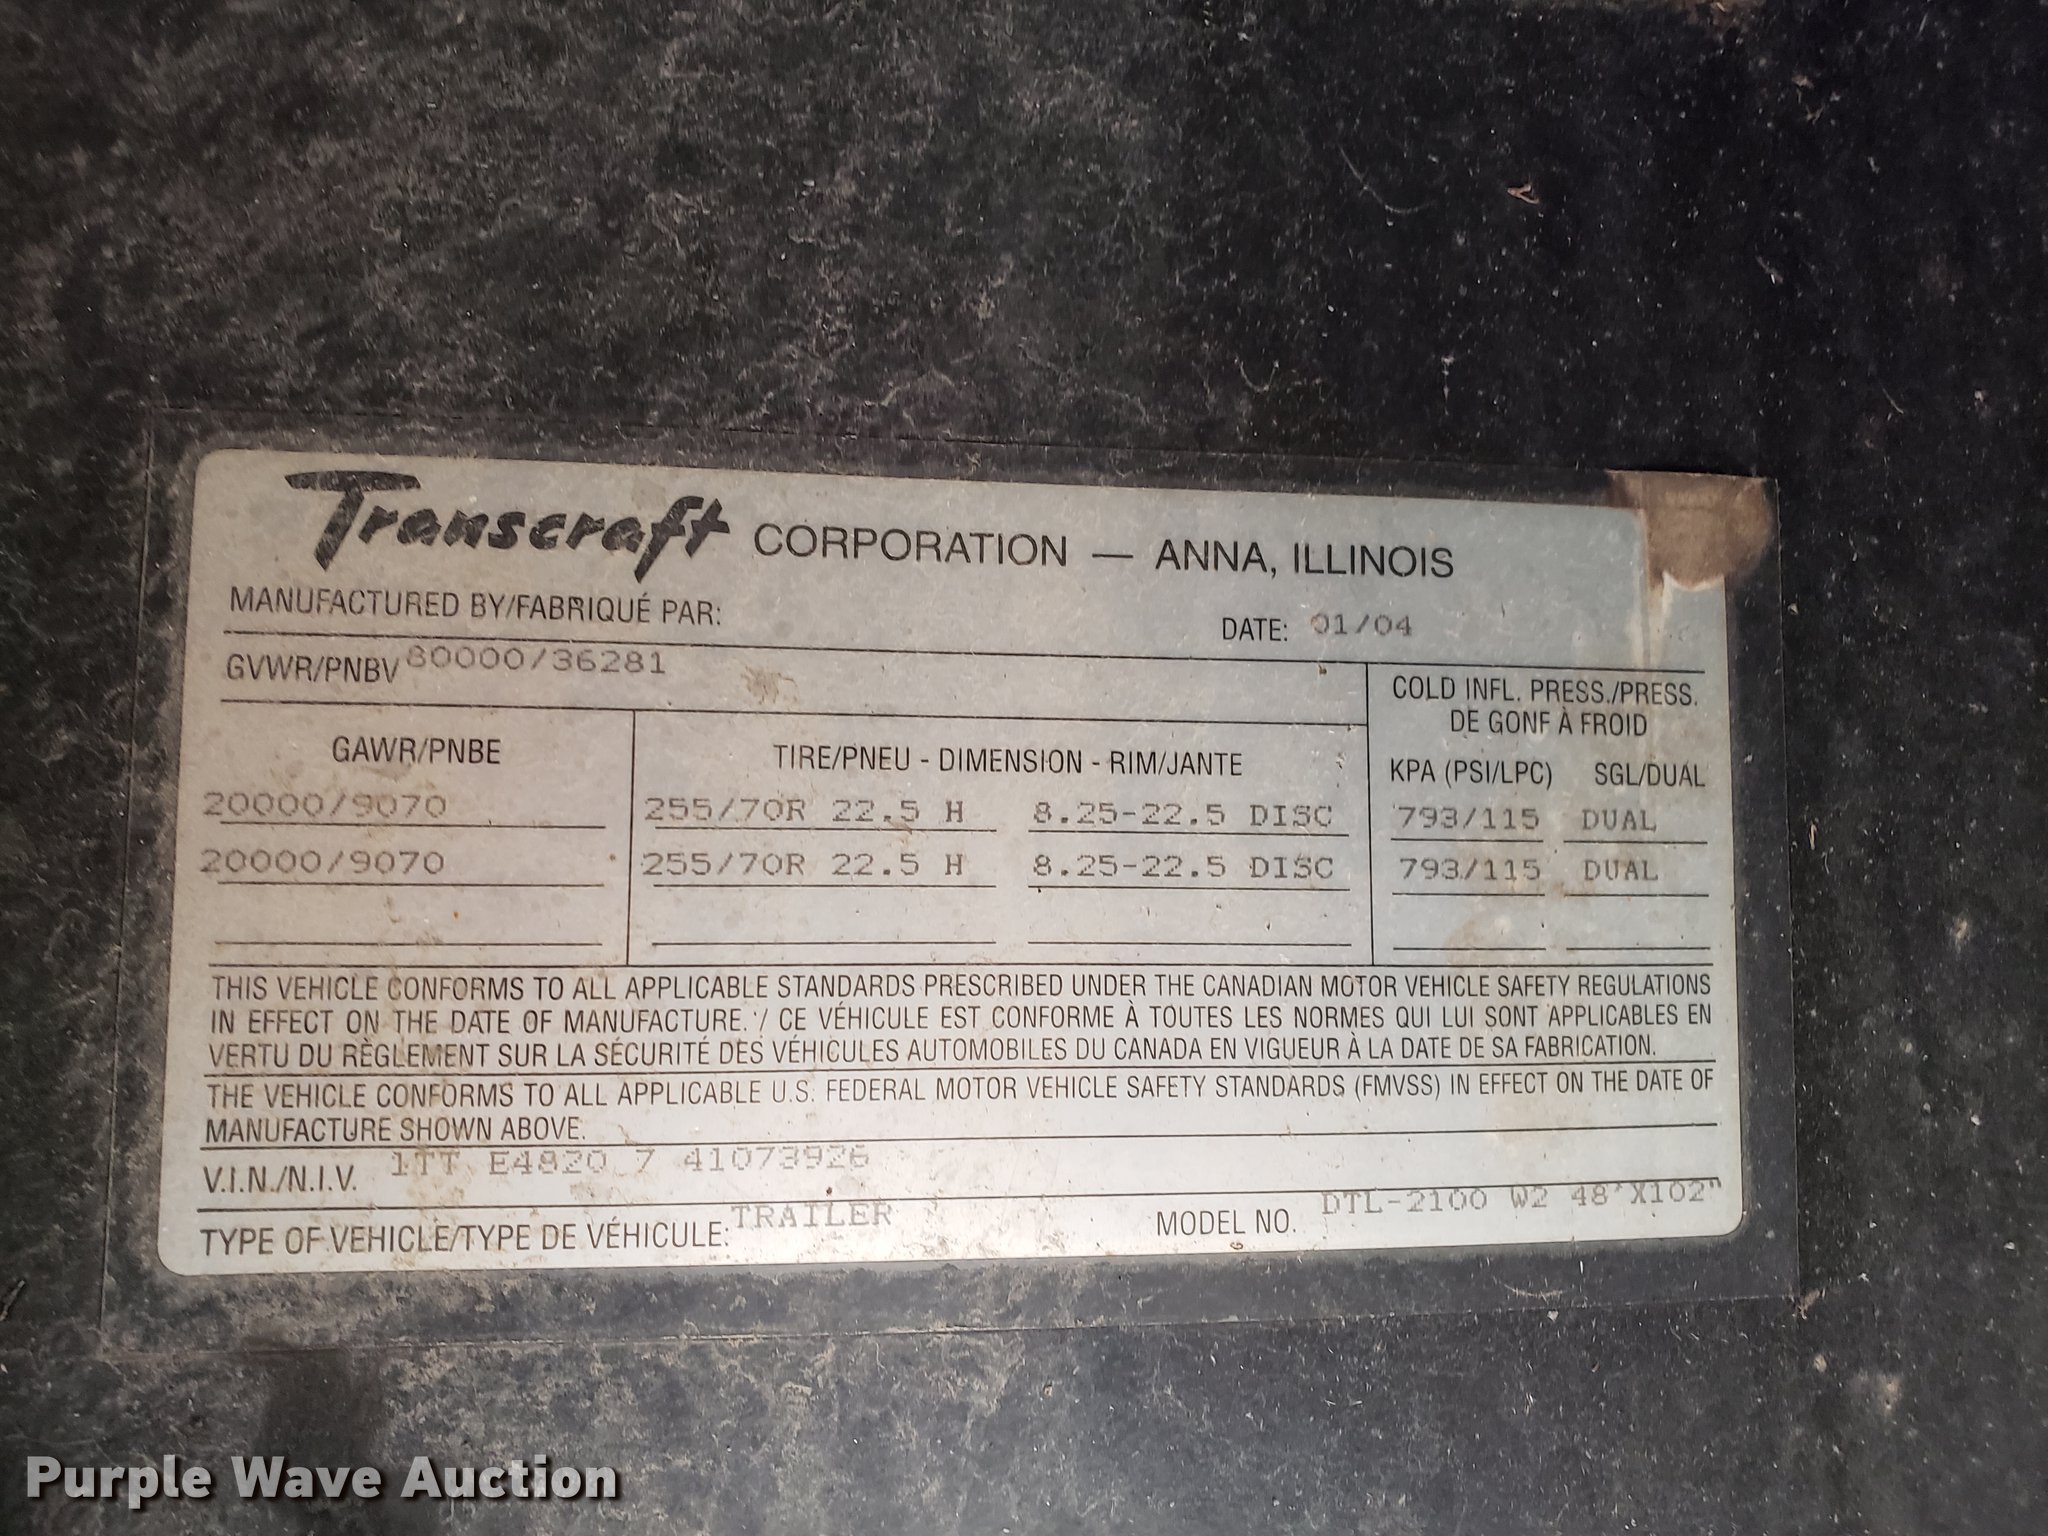 Transcraft CORPORATION — ANNA, ILLINOIS
MANUFACTURED BY/FABRIQUÉ PAR: DATE: 01/04
GVWR/PNBV 80000/36281
COLD INFL. PRESS./PRESS.
DE GONF À FROID
GAWR/PNBE TIRE/PNEU - DIMENSION - RIM/JANTE KPA (PSI/LPC) SGL/DUAL
20000/9070 255/70R 22.5 H 8.25-22.5 DISC 793/115 DUAL
20000/9070 255/70R 22.5 H 8.25-22.5 DISC 793/115 DUAL
THIS VEHICLE CONFORMS TO ALL APPLICABLE STANDARDS PRESCRIBED UNDER THE CANADIAN MOTOR VEHICLE SAFETY REGULATIONS
IN EFFECT ON THE DATE OF MANUFACTURE. / CE VÉHICULE EST CONFORME À TOUTES LES NORMES QUI LUI SONT APPLICABLES EN
VERTU DU RÈGLEMENT SUR LA SÉCURITÉ DES VÉHICULES AUTOMOBILES DU CANADA EN VIGUEUR À LA DATE DE SA FABRICATION.
THE VEHICLE CONFORMS TO ALL APPLICABLE U.S. FEDERAL MOTOR VEHICLE SAFETY STANDARDS (FMVSS) IN EFFECT ON THE DATE OF
MANUFACTURE SHOWN ABOVE.
V.I.N./N.I.V. 1TT E4820 7 41073926
TYPE OF VEHICLE/TYPE DE VÉHICULE: TRAILER MODEL NO. DTL-2100 W2 48'X102"
Purple Wave Auction